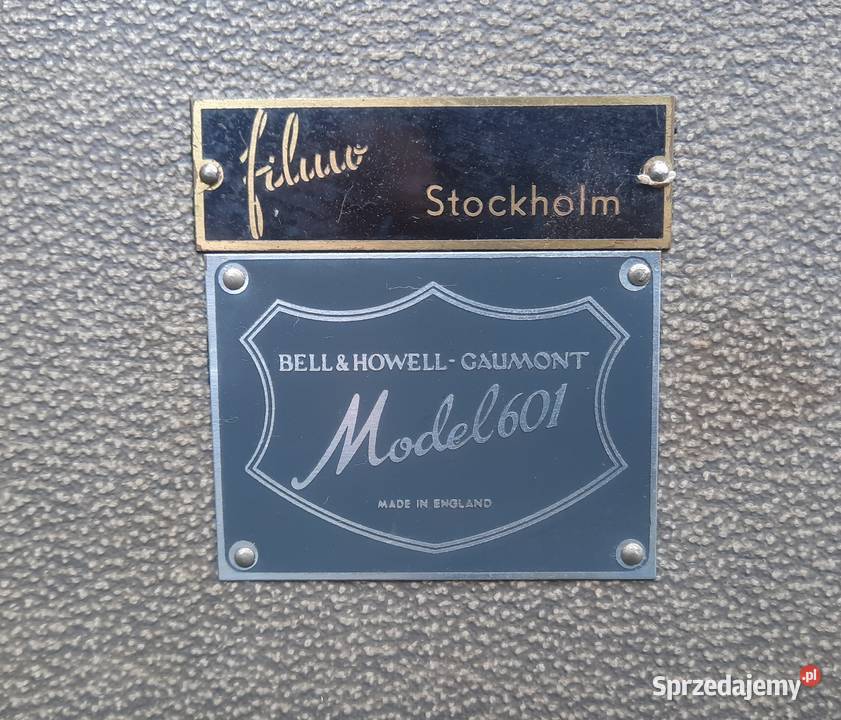 filmo
Stockholm
BELL & HOWELL - GAUMONT
Model 601
MADE IN ENGLAND
Sprzedajemy.pl